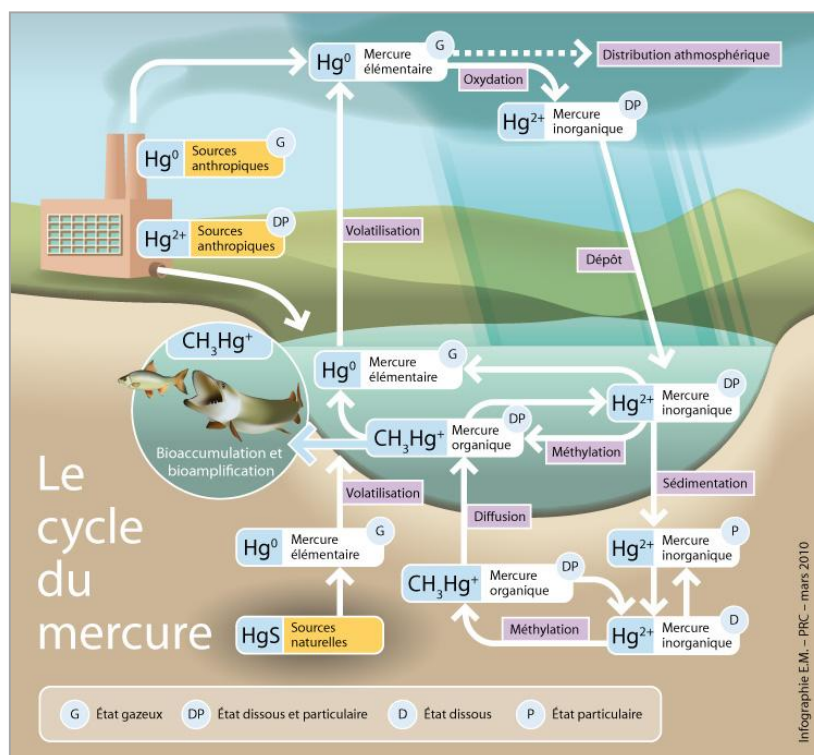 Hg⁰
Mercure
élémentaire
G
Distribution athmosphérique
Oxydation
Hg²⁺
Mercure
inorganique
DP
Hg⁰
Sources
anthropiques
G
Hg²⁺
Sources
anthropiques
DP
Volatilisation
Dépôt
CH₃Hg⁺
Bioaccumulation et
bioamplification
Hg⁰
Mercure
élémentaire
G
Hg²⁺
Mercure
inorganique
DP
CH₃Hg⁺
Mercure
organique
DP
Méthylation
Volatilisation
Diffusion
Sédimentation
Hg⁰
Mercure
élémentaire
G
Hg²⁺
Mercure
inorganique
P
CH₃Hg⁺
Mercure
organique
DP
Méthylation
Hg²⁺
Mercure
inorganique
D
HgS
Sources
naturelles
Le
cycle
du
mercure
G État gazeux
DP État dissous et particulaire
D État dissous
P État particulaire
Infographie E.M. – PRC – mars 2010